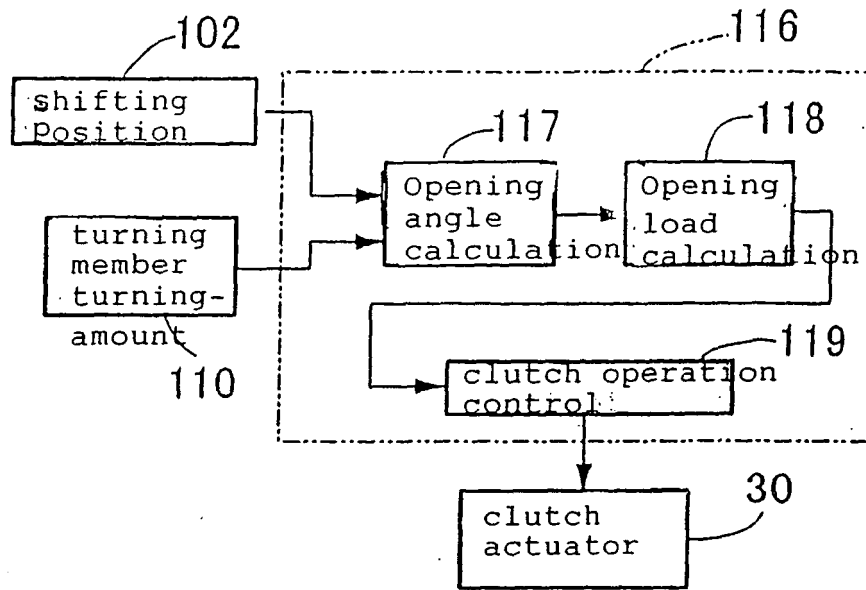 102
116
shifting
Position
117
118
Opening
angle
calculation
Opening
load
calculation
turning
member
turning-
amount
110
119
clutch operation
control
30
clutch
actuator